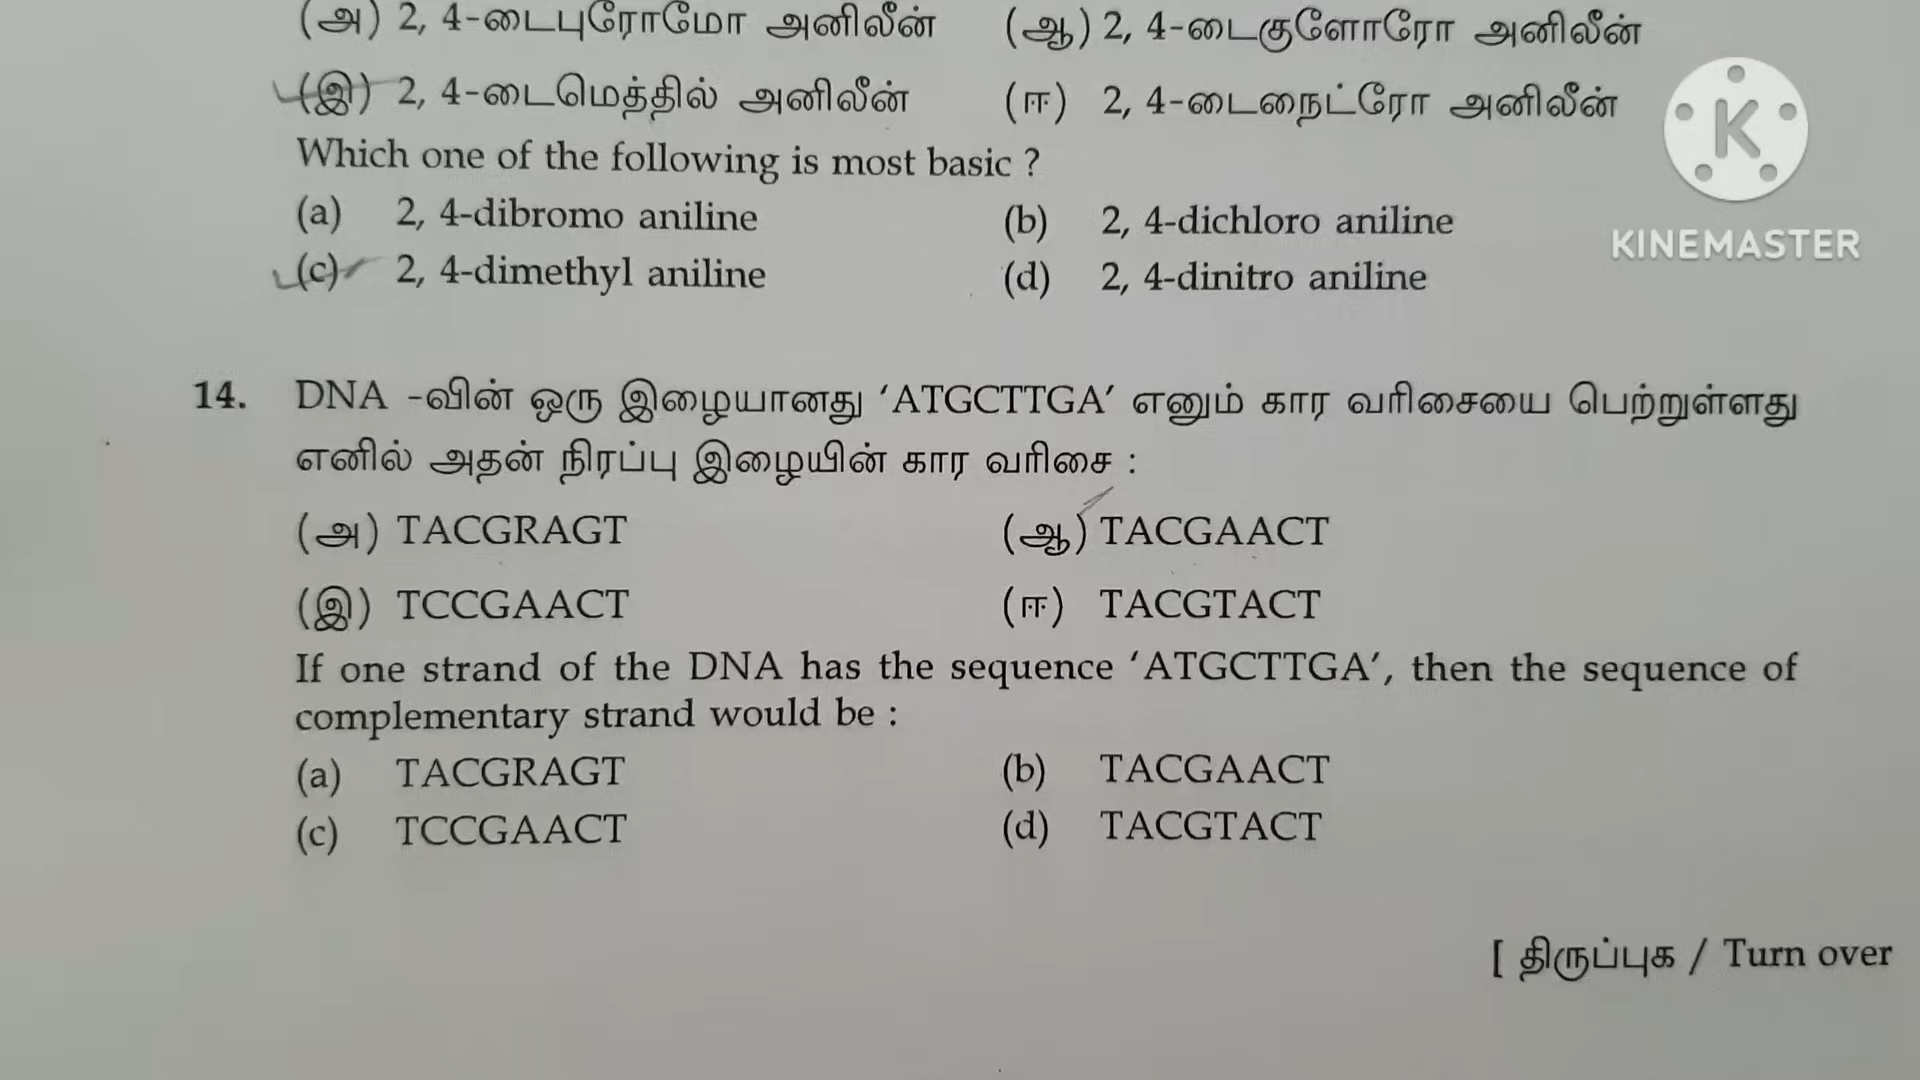 (அ) 2, 4-டைபுரோமோ அனிலீன் (ஆ) 2, 4-டைகுளோரோ அனிலீன்
(இ) 2, 4-டைமெத்தில் அனிலீன் (ஈ) 2, 4-டைநைட்ரோ அனிலீன்
Which one of the following is most basic ?
(a) 2, 4-dibromo aniline (b) 2, 4-dichloro aniline
(c) 2, 4-dimethyl aniline (d) 2, 4-dinitro aniline
K
KINEMASTER
14. DNA -வின் ஒரு இழையானது ‘ATGCTTGA’ எனும் கார வரிசையை பெற்றுள்ளது
எனில் அதன் நிரப்பு இழையின் கார வரிசை :
(அ) TACGRAGT (ஆ) TACGAACT
(இ) TCCGAACT (ஈ) TACGTACT
If one strand of the DNA has the sequence ‘ATGCTTGA’, then the sequence of
complementary strand would be :
(a) TACGRAGT (b) TACGAACT
(c) TCCGAACT (d) TACGTACT
[ திருப்புக / Turn over